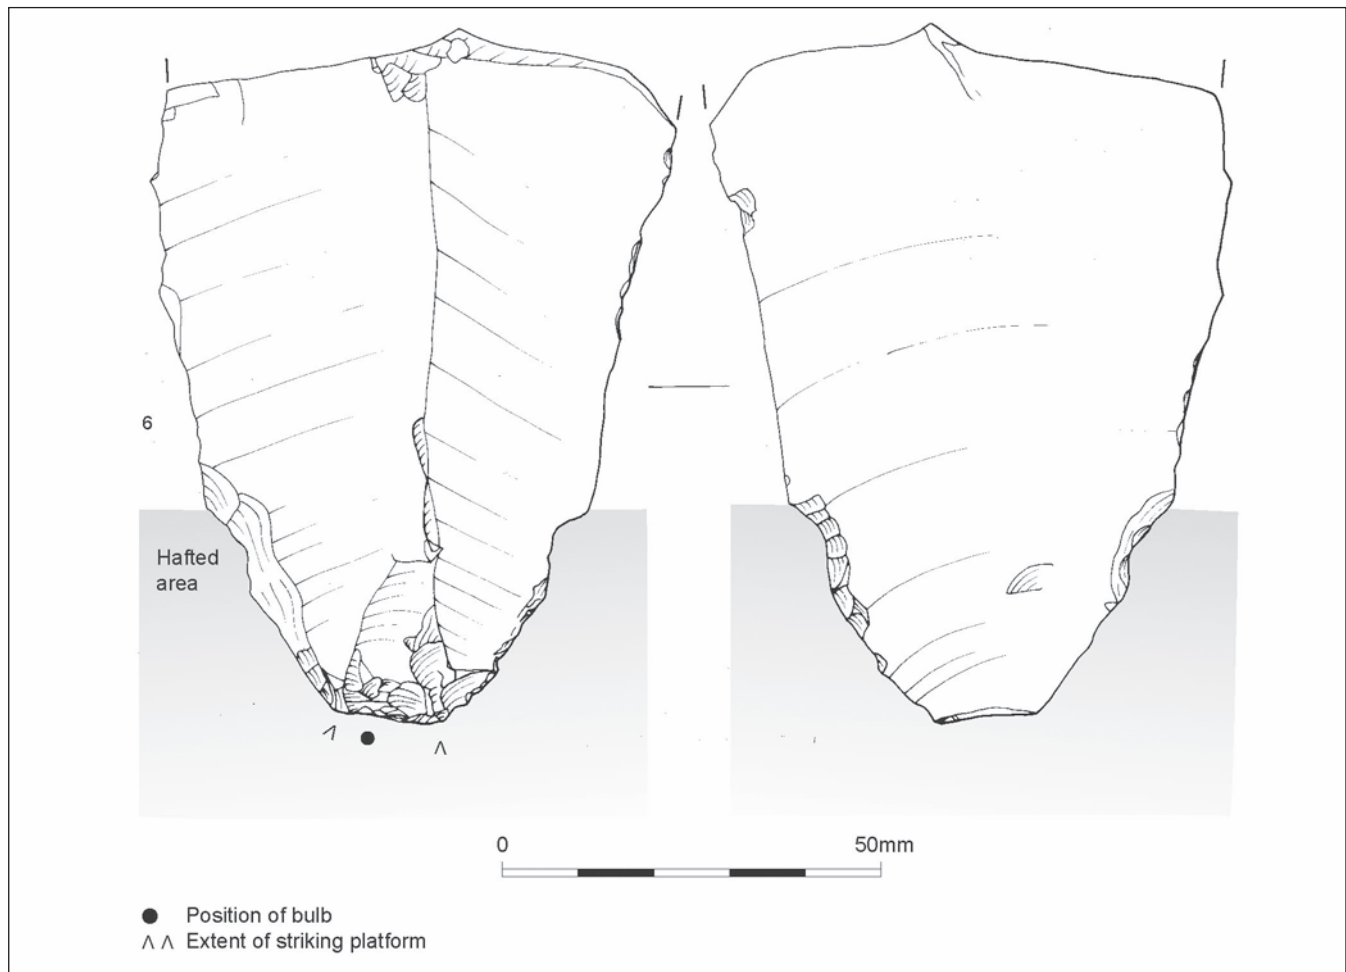 6
Hafted
area
0 50mm
Position of bulb
Extent of striking platform